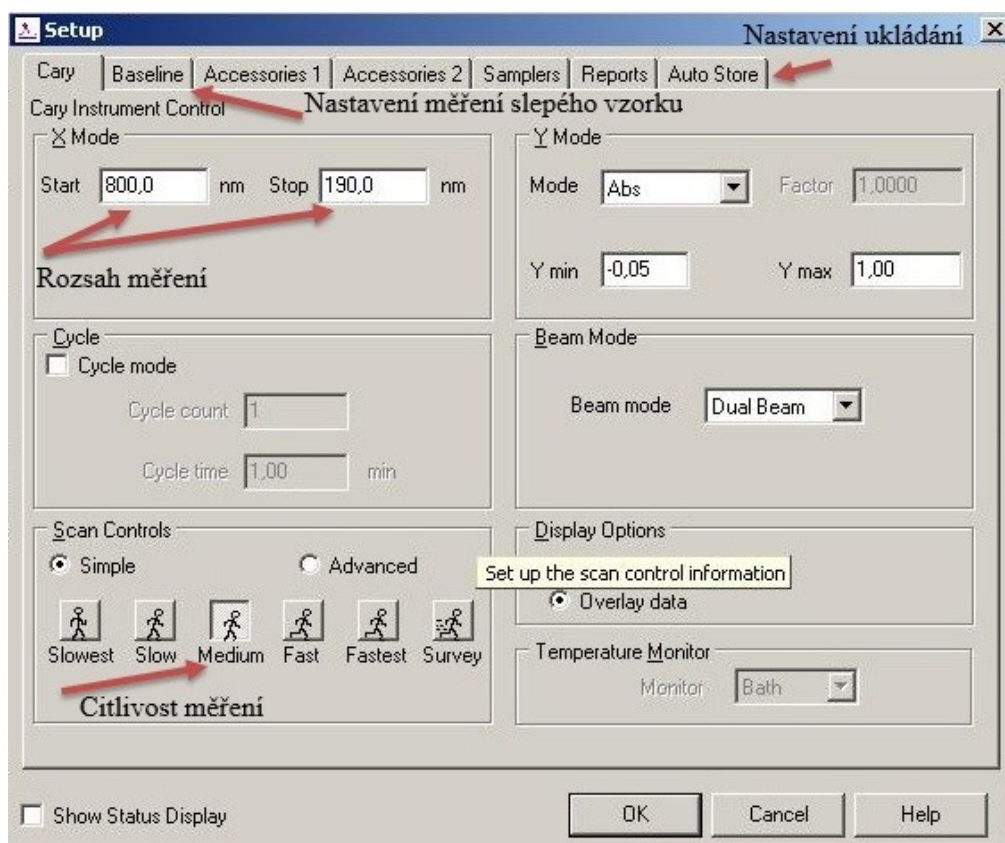 Setup
Nastavení ukládání
Cary Baseline Accessories 1 Accessories 2 Samplers Reports Auto Store
Cary Instrument Control
Nastavení měření slepého vzorku
X Mode
Start 800,0 nm Stop 190,0 nm
Rozsah měření
Y Mode
Mode Abs Factor 1,0000
Y min -0,05 Y max 1,00
Cycle
Cycle mode
Cycle count 1
Cycle time 1,00 min
Beam Mode
Beam mode Dual Beam
Scan Controls
Simple Advanced
Slowest Slow Medium Fast Fastest Survey
Citlivost měření
Display Options
Set up the scan control information
Overlay data
Temperature Monitor
Monitor Bath
Show Status Display
OK Cancel Help